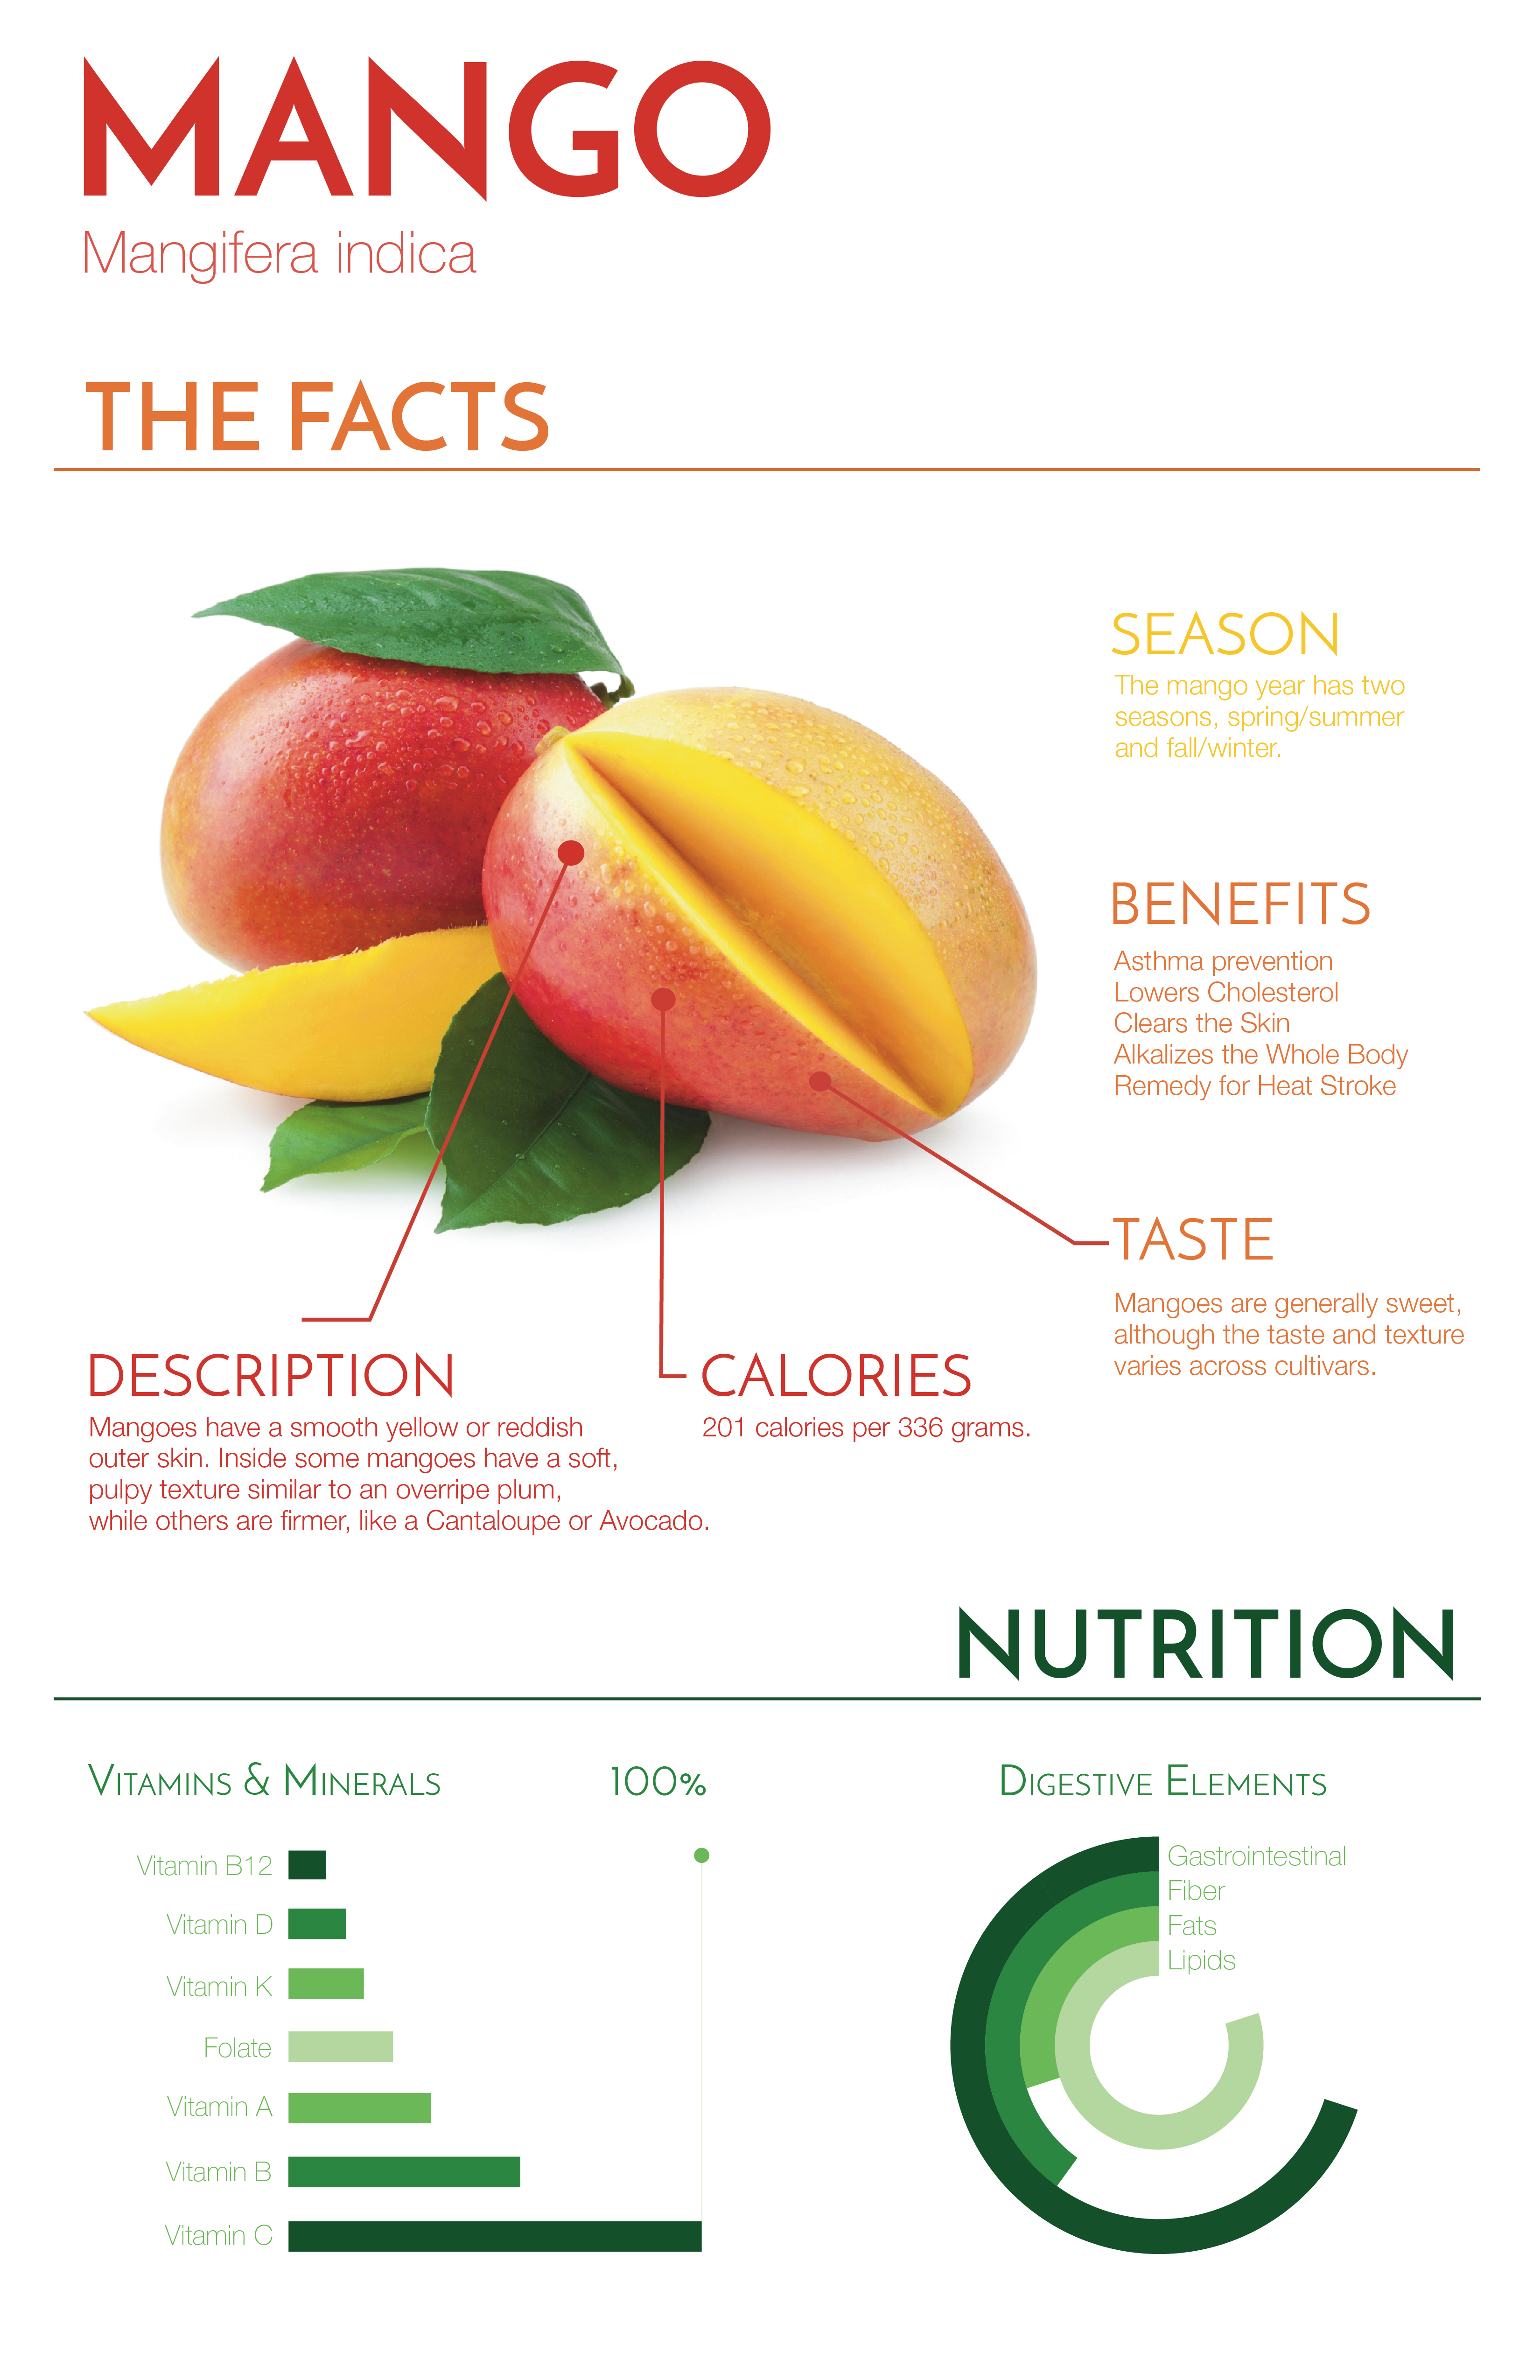 MANGO
Mangifera indica
THE FACTS
SEASON
The mango year has two
seasons, spring/summer
and fall/winter.
BENEFITS
Asthma prevention
Lowers Cholesterol
Clears the Skin
Alkalizes the Whole Body
Remedy for Heat Stroke
TASTE
Mangoes are generally sweet,
although the taste and texture
varies across cultivars.
DESCRIPTION
Mangoes have a smooth yellow or reddish
outer skin. Inside some mangoes have a soft,
pulpy texture similar to an overripe plum,
while others are firmer, like a Cantaloupe or Avocado.
CALORIES
201 calories per 336 grams.
NUTRITION
Vitamins & Minerals
100%
Vitamin B12
Vitamin D
Vitamin K
Folate
Vitamin A
Vitamin B
Vitamin C
Digestive Elements
Gastrointestinal
Fiber
Fats
Lipids